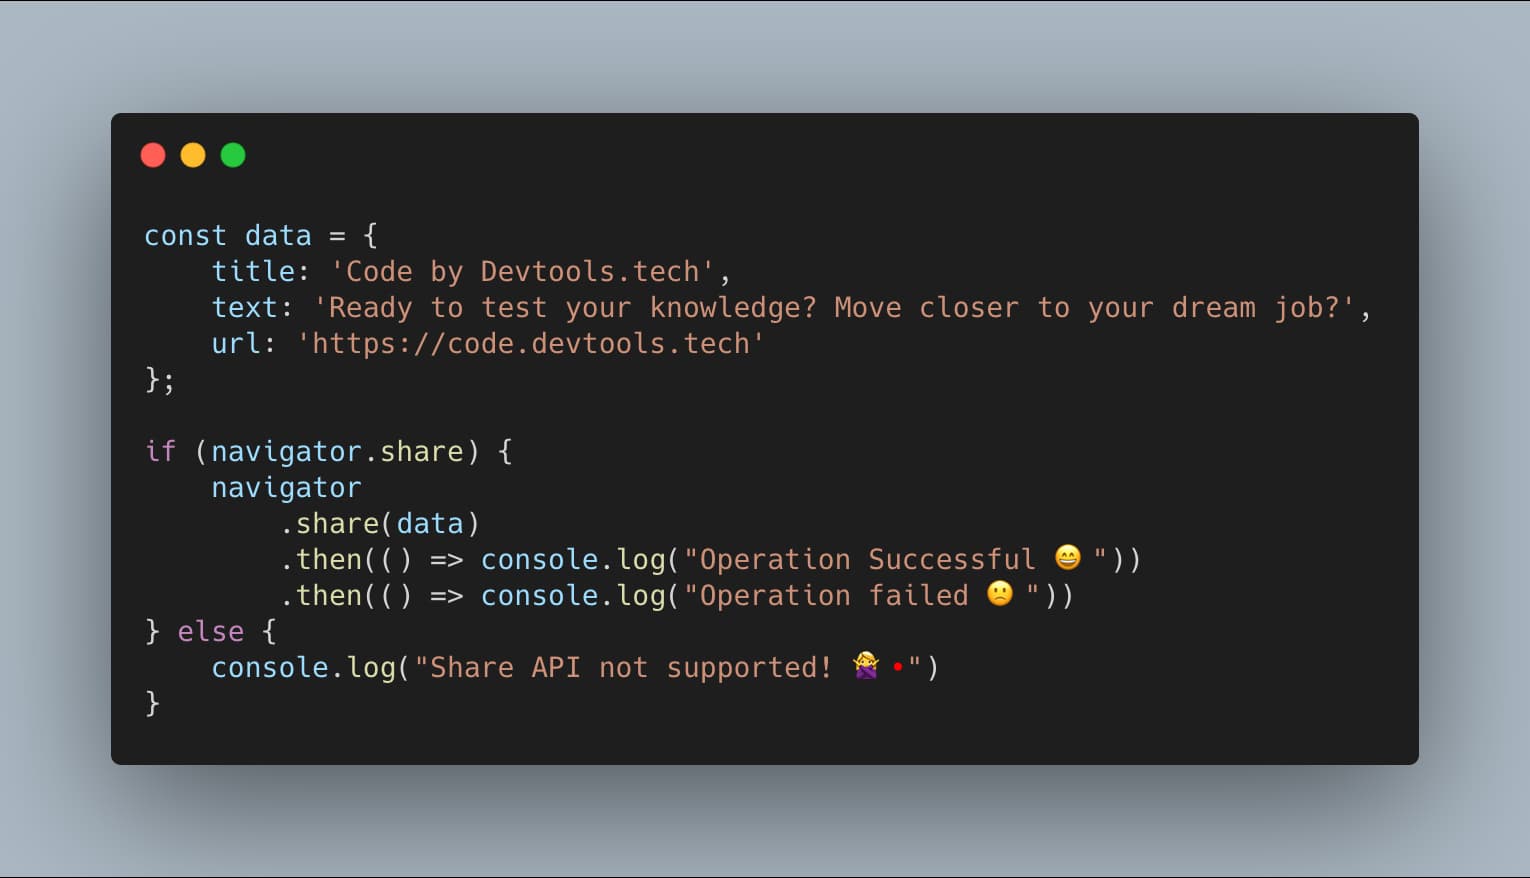 const data = {
    title: 'Code by Devtools.tech',
    text: 'Ready to test your knowledge? Move closer to your dream job?',
    url: 'https://code.devtools.tech'
};

if (navigator.share) {
    navigator
        .share(data)
        .then(() => console.log("Operation Successful 😄 "))
        .then(() => console.log("Operation failed 🙁 "))
} else {
    console.log("Share API not supported! 🙅‍♀️ •")
}